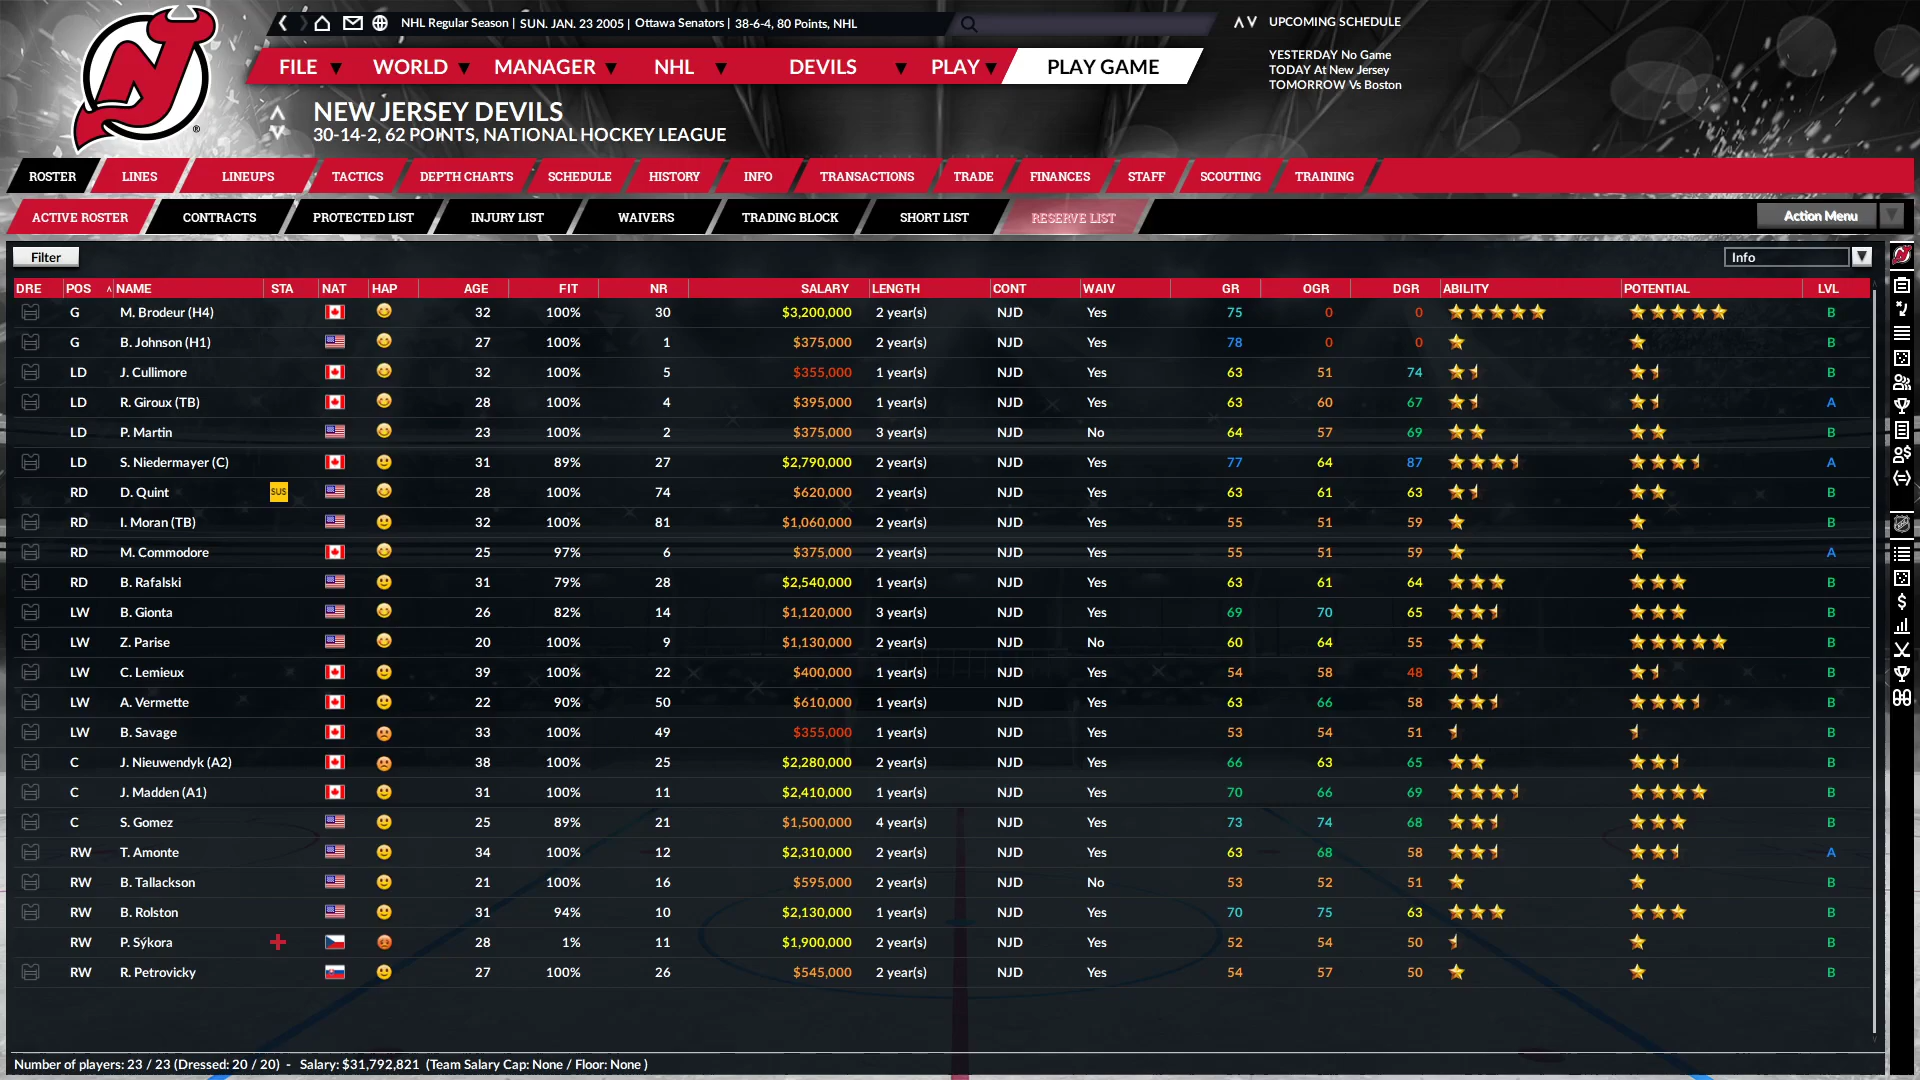 NHL Regular Season | SUN. JAN. 23 2005 | Ottawa Senators | 38-6-4, 80 Points, NHL
UPCOMING SCHEDULE
YESTERDAY No Game
TODAY At New Jersey
TOMORROW Vs Boston
FILE WORLD MANAGER NHL DEVILS PLAY PLAY GAME
NEW JERSEY DEVILS
30-14-2, 62 POINTS, NATIONAL HOCKEY LEAGUE
ROSTER LINES LINEUPS TACTICS DEPTH CHARTS SCHEDULE HISTORY INFO TRANSACTIONS TRADE FINANCES STAFF SCOUTING TRAINING
ACTIVE ROSTER CONTRACTS PROTECTED LIST INJURY LIST WAIVERS TRADING BLOCK SHORT LIST RESERVE LIST Action Menu
Filter Info
DRE POS NAME STA NAT HAP AGE FIT NR SALARY LENGTH CONT WAIV GR OGR DGR ABILITY POTENTIAL LVL
G M. Brodeur (H4) 32 100% 30 $3,200,000 2 year(s) NJD Yes 75 0 0 B
G B. Johnson (H1) 27 100% 1 $375,000 2 year(s) NJD Yes 78 0 0 B
LD J. Cullimore 32 100% 5 $355,000 1 year(s) NJD Yes 63 51 74 B
LD R. Giroux (TB) 28 100% 4 $395,000 1 year(s) NJD Yes 63 60 67 A
LD P. Martin 23 100% 2 $375,000 3 year(s) NJD No 64 57 69 B
LD S. Niedermayer (C) 31 89% 27 $2,790,000 2 year(s) NJD Yes 77 64 87 A
RD D. Quint SUS 28 100% 74 $620,000 2 year(s) NJD Yes 63 61 63 B
RD I. Moran (TB) 32 100% 81 $1,060,000 2 year(s) NJD Yes 55 51 59 B
RD M. Commodore 25 97% 6 $375,000 2 year(s) NJD Yes 55 51 59 A
RD B. Rafalski 31 79% 28 $2,540,000 1 year(s) NJD Yes 63 61 64 B
LW B. Gionta 26 82% 14 $1,120,000 3 year(s) NJD Yes 69 70 65 B
LW Z. Parise 20 100% 9 $1,130,000 2 year(s) NJD No 60 64 55 B
LW C. Lemieux 39 100% 22 $400,000 1 year(s) NJD Yes 54 58 48 B
LW A. Vermette 22 90% 50 $610,000 1 year(s) NJD Yes 63 66 58 B
LW B. Savage 33 100% 49 $355,000 1 year(s) NJD Yes 53 54 51 B
C J. Nieuwendyk (A2) 38 100% 25 $2,280,000 2 year(s) NJD Yes 66 63 65 B
C J. Madden (A1) 31 100% 11 $2,410,000 1 year(s) NJD Yes 70 66 69 B
C S. Gomez 25 89% 21 $1,500,000 4 year(s) NJD Yes 73 74 68 B
RW T. Amonte 34 100% 12 $2,310,000 2 year(s) NJD Yes 63 68 58 A
RW B. Tallackson 21 100% 16 $595,000 2 year(s) NJD No 53 52 51 B
RW B. Rolston 31 94% 10 $2,130,000 1 year(s) NJD Yes 70 75 63 B
RW P. Sýkora 28 1% 11 $1,900,000 2 year(s) NJD Yes 52 54 50 B
RW R. Petrovicky 27 100% 26 $545,000 2 year(s) NJD Yes 54 57 50 B
Number of players: 23 / 23 (Dressed: 20 / 20) - Salary: $31,792,821 (Team Salary Cap: None / Floor: None )